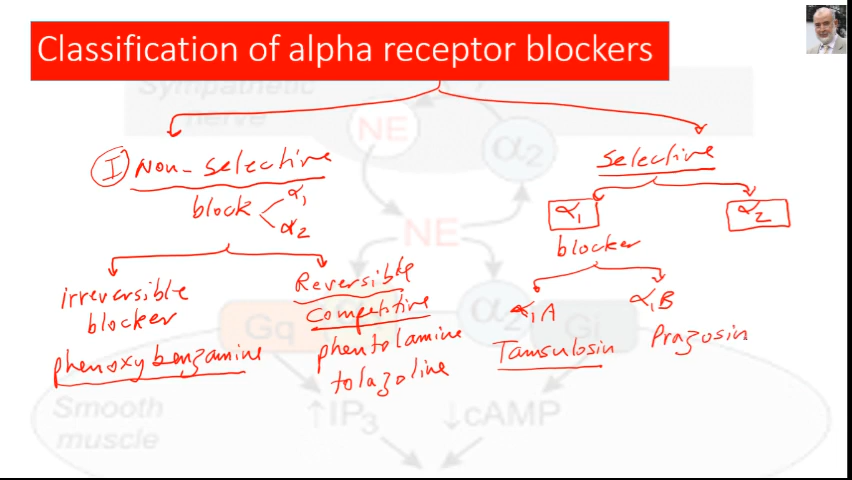 Classification of alpha receptor blockers
Sympathetic
nerve
NE
α2
NE
I Non-selective
block α1
α2
irreversible
blocker
phenoxybenzamine
Reversible
Competitive
phentolamine
tolazoline
selective
α1
α2
blocker
α1A
α1B
Tamsulosin
Prazosin
Gq
α2
Gi
Smooth
muscle
↑IP3
↓cAMP